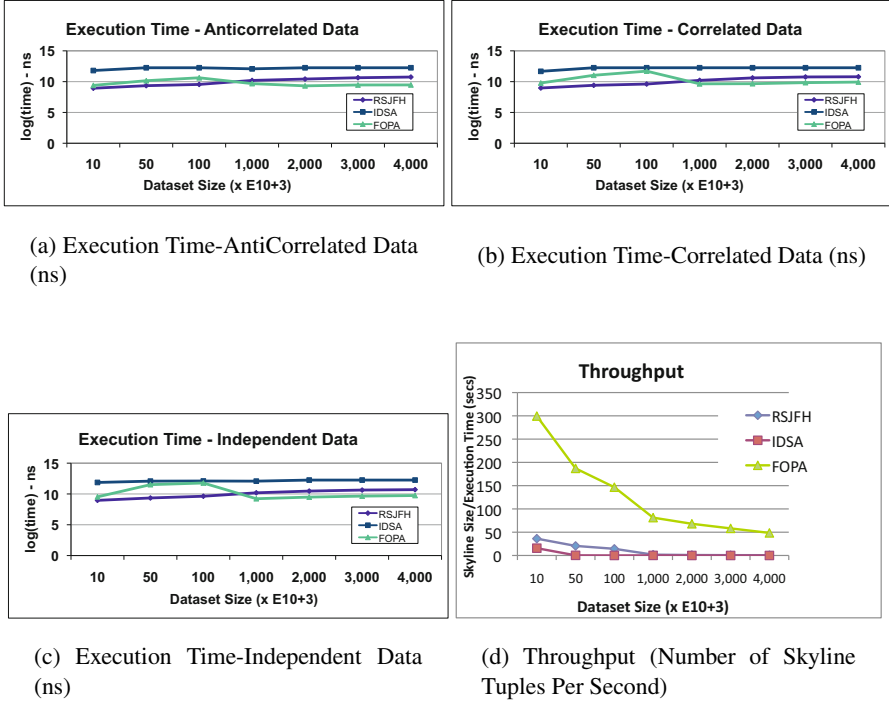 Execution Time - Anticorrelated Data
log(time) - ns
15
10
5
0
RSJFH
IDSA
FOPA
10 50 100 1,000 2,000 3,000 4,000
Dataset Size (x E10+3)
(a) Execution Time-AntiCorrelated Data
(ns)
Execution Time - Correlated Data
log(time) - ns
15
10
5
0
RSJFH
IDSA
FOPA
10 50 100 1,000 2,000 3,000 4,000
Dataset Size (x E10+3)
(b) Execution Time-Correlated Data (ns)
Execution Time - Independent Data
log(time) - ns
15
10
5
0
RSJFH
IDSA
FOPA
10 50 100 1,000 2,000 3,000 4,000
Dataset Size (x E10+3)
(c) Execution Time-Independent Data
(ns)
Throughput
Skyline Size/Execution Time (secs)
350
300
250
200
150
100
50
0
RSJFH
IDSA
FOPA
10 50 100 1,000 2,000 3,000 4,000
Dataset Size (x E10+3)
(d) Throughput (Number of Skyline
Tuples Per Second)